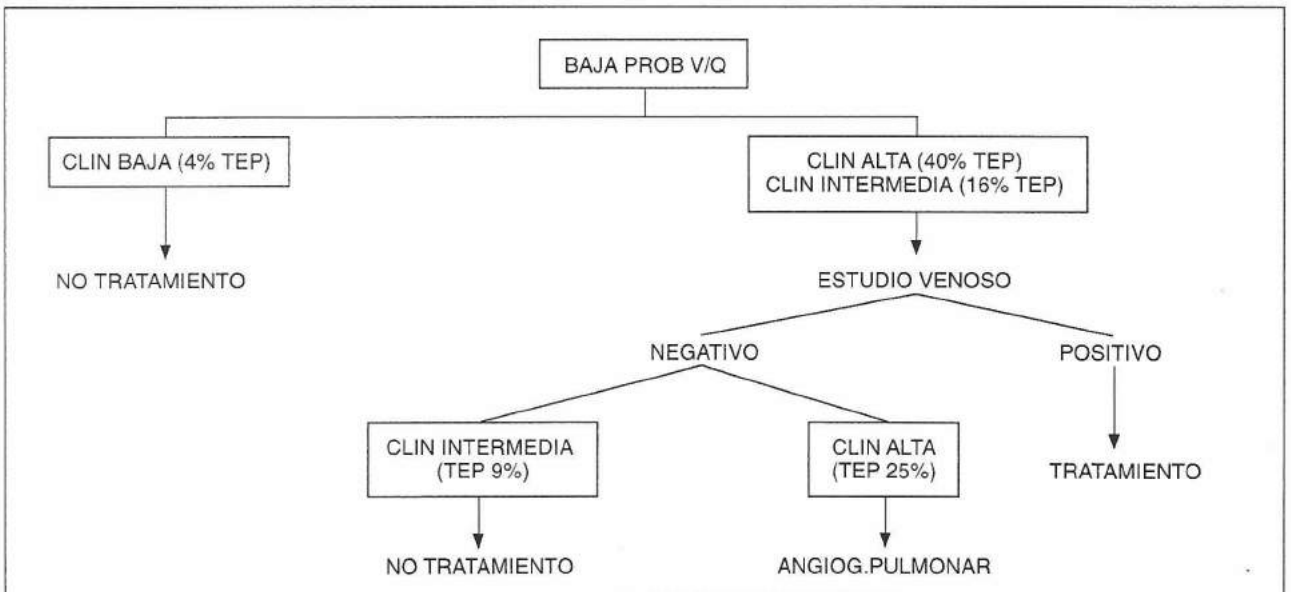 BAJA PROB V/Q
CLIN BAJA (4% TEP)
CLIN ALTA (40% TEP)
CLIN INTERMEDIA (16% TEP)
NO TRATAMIENTO
ESTUDIO VENOSO
NEGATIVO
POSITIVO
CLIN INTERMEDIA
(TEP 9%)
CLIN ALTA
(TEP 25%)
TRATAMIENTO
NO TRATAMIENTO
ANGIOG.PULMONAR